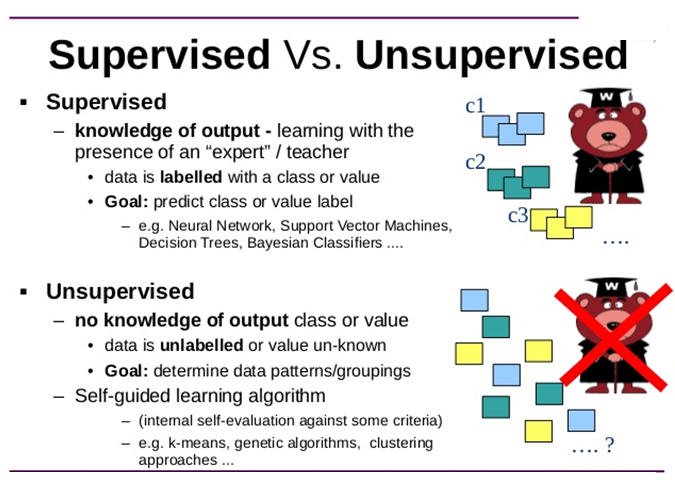 Supervised Vs. Unsupervised
▪ Supervised
– knowledge of output - learning with the
presence of an “expert” / teacher
• data is labelled with a class or value
• Goal: predict class or value label
– e.g. Neural Network, Support Vector Machines,
Decision Trees, Bayesian Classifiers ....
c1
c2
c3
....
W
▪ Unsupervised
– no knowledge of output class or value
• data is unlabelled or value un-known
• Goal: determine data patterns/groupings
– Self-guided learning algorithm
– (internal self-evaluation against some criteria)
– e.g. k-means, genetic algorithms, clustering
approaches ...
W
.... ?